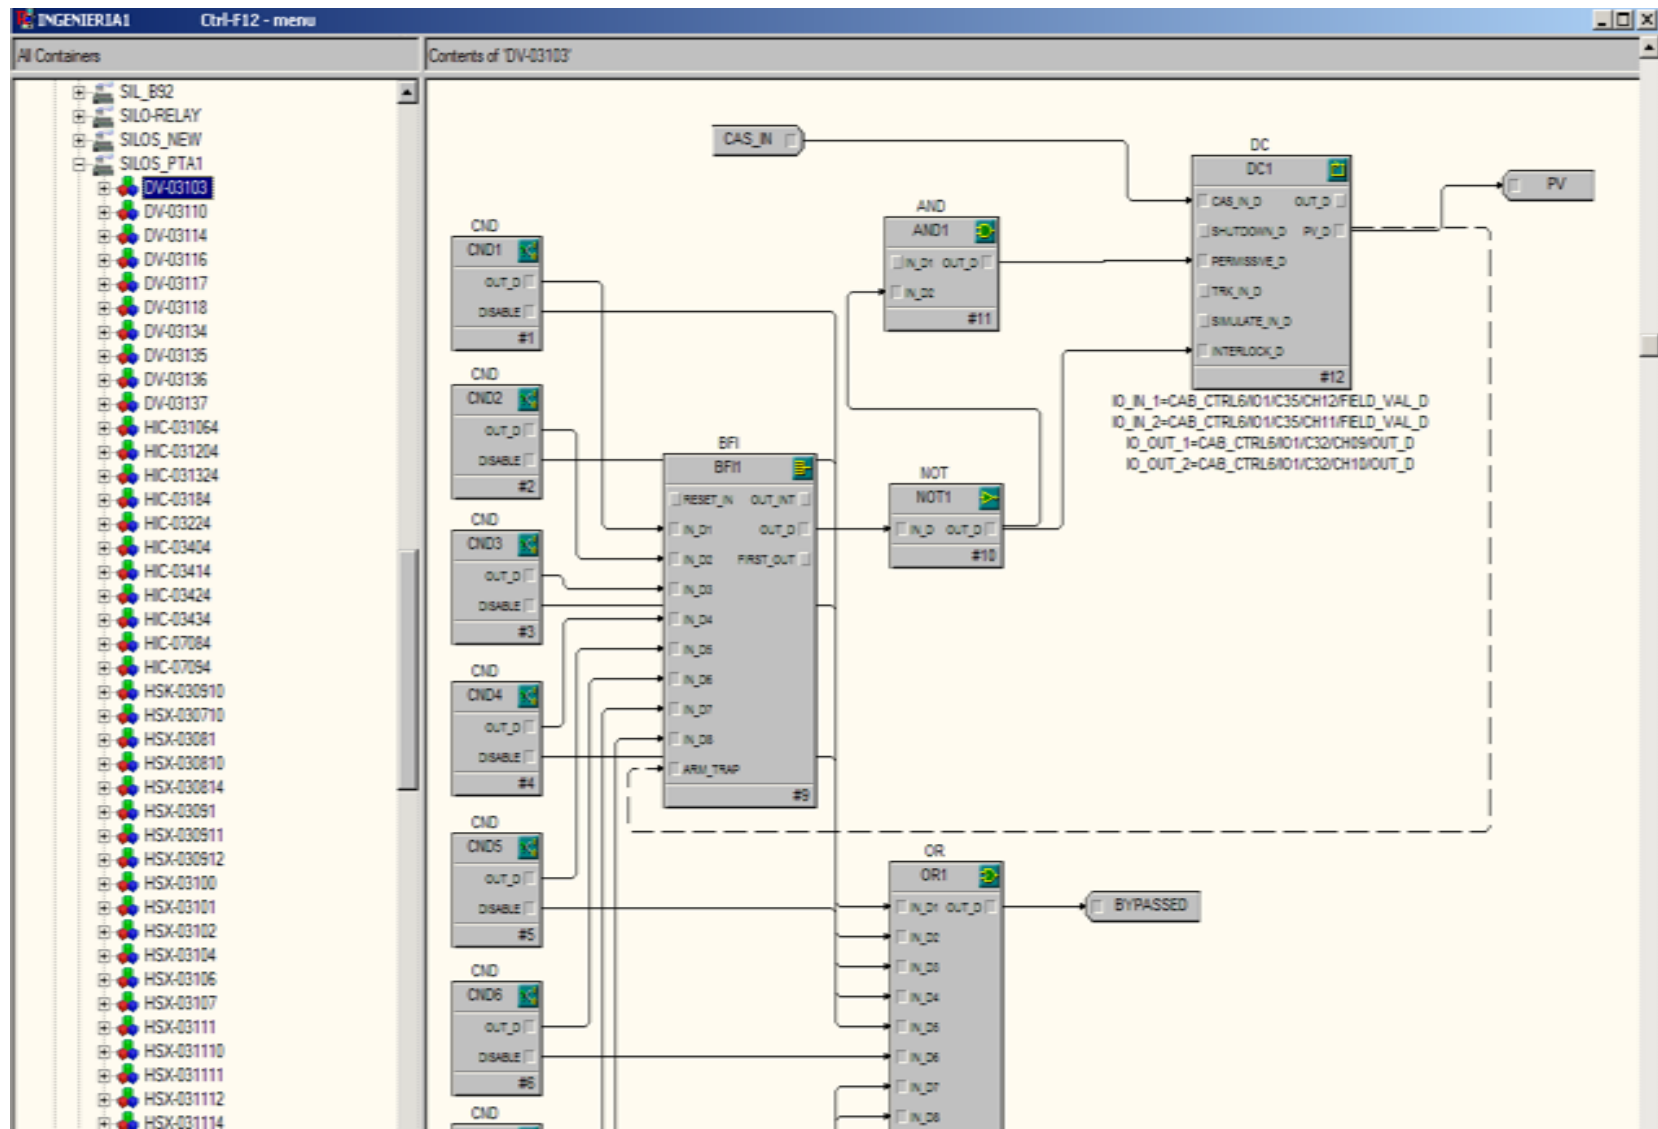 INGENIERIA1 Ctrl-F12 - menu
All Containers
Contents of 'DV-03103'
SIL_B92
SILO-RELAY
SILOS_NEW
SILOS_PTA1
DV-03103
DV-03110
DV-03114
DV-03116
DV-03117
DV-03118
DV-03134
DV-03135
DV-03136
DV-03137
HIC-031064
HIC-031204
HIC-031324
HIC-03184
HIC-03224
HIC-03404
HIC-03414
HIC-03424
HIC-03434
HIC-07084
HIC-07094
HSK-030910
HSX-030710
HSX-03081
HSX-030810
HSX-030814
HSX-03091
HSX-030911
HSX-030912
HSX-03100
HSX-03101
HSX-03102
HSX-03104
HSX-03106
HSX-03107
HSX-03111
HSX-031110
HSX-031111
HSX-031112
HSX-031114
CAS_IN
CND
CND1
OUT_D
DISABLE
#1
CND
CND2
OUT_D
DISABLE
#2
CND
CND3
OUT_D
DISABLE
#3
CND
CND4
OUT_D
DISABLE
#4
CND
CND5
OUT_D
DISABLE
#5
CND
CND6
OUT_D
DISABLE
#6
CND
BFI
BFI1
RESET_IN OUT_INT
IN_D1 OUT_D
IN_D2 FIRST_OUT
IN_D3
IN_D4
IN_D5
IN_D6
IN_D7
IN_D8
ARM_TRAP
#9
AND
AND1
IN_D1 OUT_D
IN_D2
#11
NOT
NOT1
IN_D OUT_D
#10
DC
DC1
CAS_IN_D OUT_D
SHUTDOWN_D PV_D
PERMISSIVE_D
TRK_IN_D
SIMULATE_IN_D
INTERLOCK_D
#12
IO_IN_1=CAB_CTRL6/IO1/C35/CH12/FIELD_VAL_D
IO_IN_2=CAB_CTRL6/IO1/C35/CH11/FIELD_VAL_D
IO_OUT_1=CAB_CTRL6/IO1/C32/CH09/OUT_D
IO_OUT_2=CAB_CTRL6/IO1/C32/CH10/OUT_D
PV
OR
OR1
IN_D1 OUT_D
IN_D2
IN_D3
IN_D4
IN_D5
IN_D6
IN_D7
IN_D8
BYPASSED